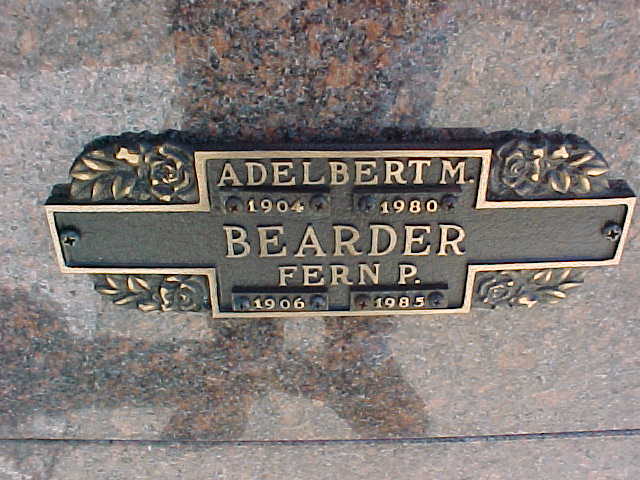 ADELBERT M.
1904 1980
BEARDER
FERN P.
1906 1985